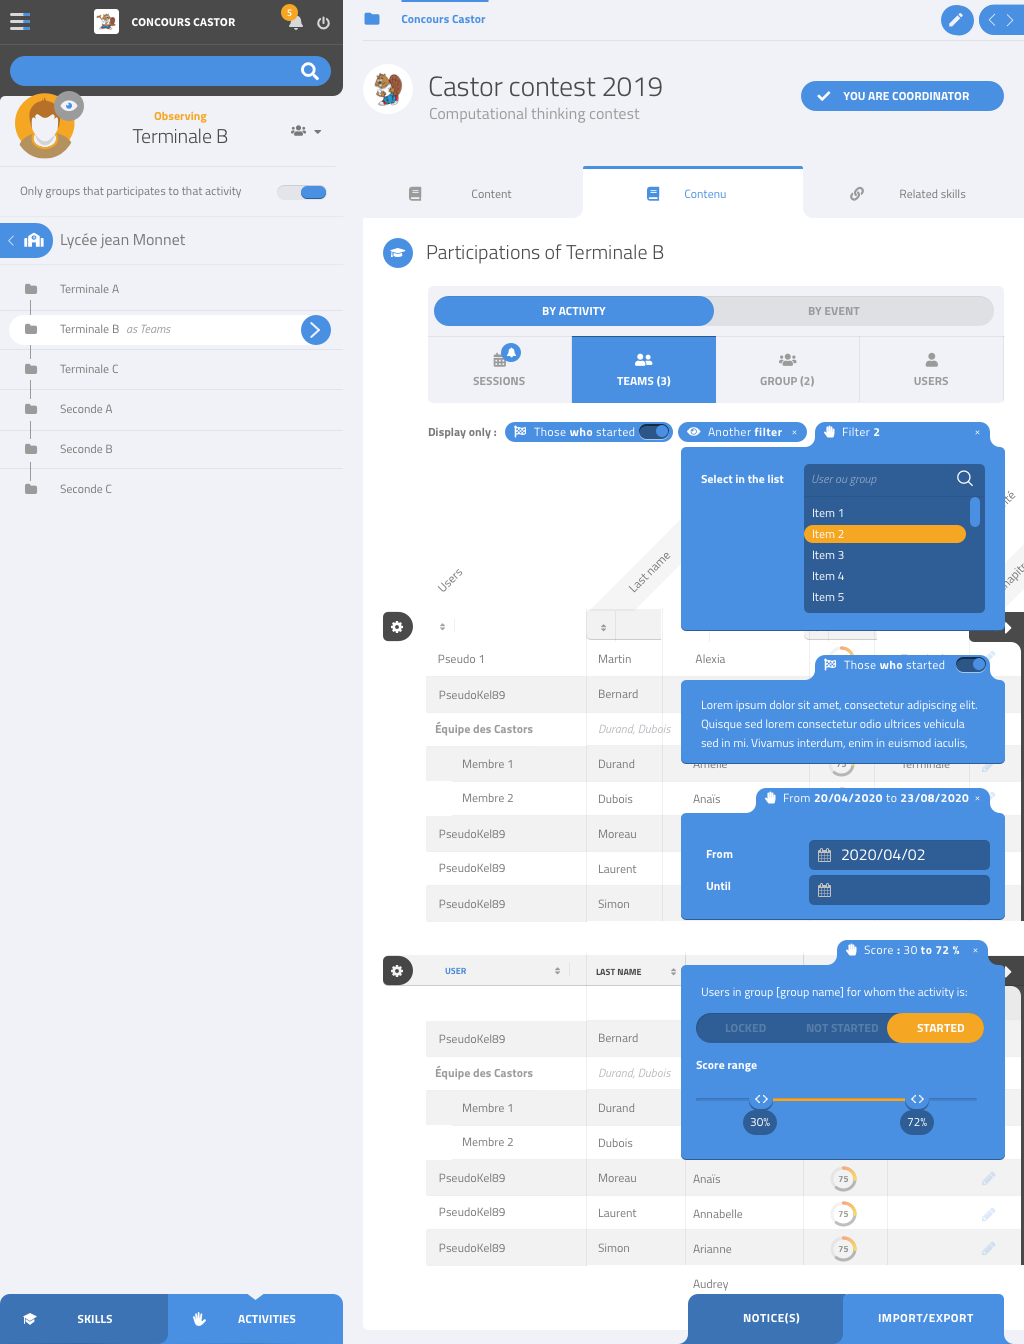 CONCOURS CASTOR
5
Observing
Terminale B
Only groups that participates to that activity
Lycée jean Monnet
Terminale A
Terminale B as Teams
Terminale C
Seconde A
Seconde B
Seconde C
SKILLS
ACTIVITIES
Concours Castor
Castor contest 2019
Computational thinking contest
YOU ARE COORDINATOR
Content
Contenu
Related skills
Participations of Terminale B
BY ACTIVITY
BY EVENT
SESSIONS
TEAMS (3)
GROUP (2)
USERS
Display only :
Those who started
Another filter ×
Filter 2 ×
Select in the list
User ou group
Item 1
Item 2
Item 3
Item 4
Item 5
Users
Last name
Pseudo 1 Martin Alexia
PseudoKel89 Bernard
Those who started
Lorem ipsum dolor sit amet, consectetur adipiscing elit.
Quisque sed lorem consectetur odio ultrices vehicula
sed in mi. Vivamus interdum, enim in euismod iaculis,
Équipe des Castors Durand, Dubois
Membre 1 Durand Amélie 75 Terminale
Membre 2 Dubois Anaïs
From 20/04/2020 to 23/08/2020 ×
From 2020/04/02
Until
PseudoKel89 Moreau
PseudoKel89 Laurent
PseudoKel89 Simon
Score : 30 to 72 % ×
USER LAST NAME
Users in group [group name] for whom the activity is:
LOCKED NOT STARTED STARTED
Score range
30% 72%
PseudoKel89 Bernard
Équipe des Castors Durand, Dubois
Membre 1 Durand
Membre 2 Dubois
PseudoKel89 Moreau Anaïs 75
PseudoKel89 Laurent Annabelle 75
PseudoKel89 Simon Arianne 75
Audrey
NOTICE(S)
IMPORT/EXPORT